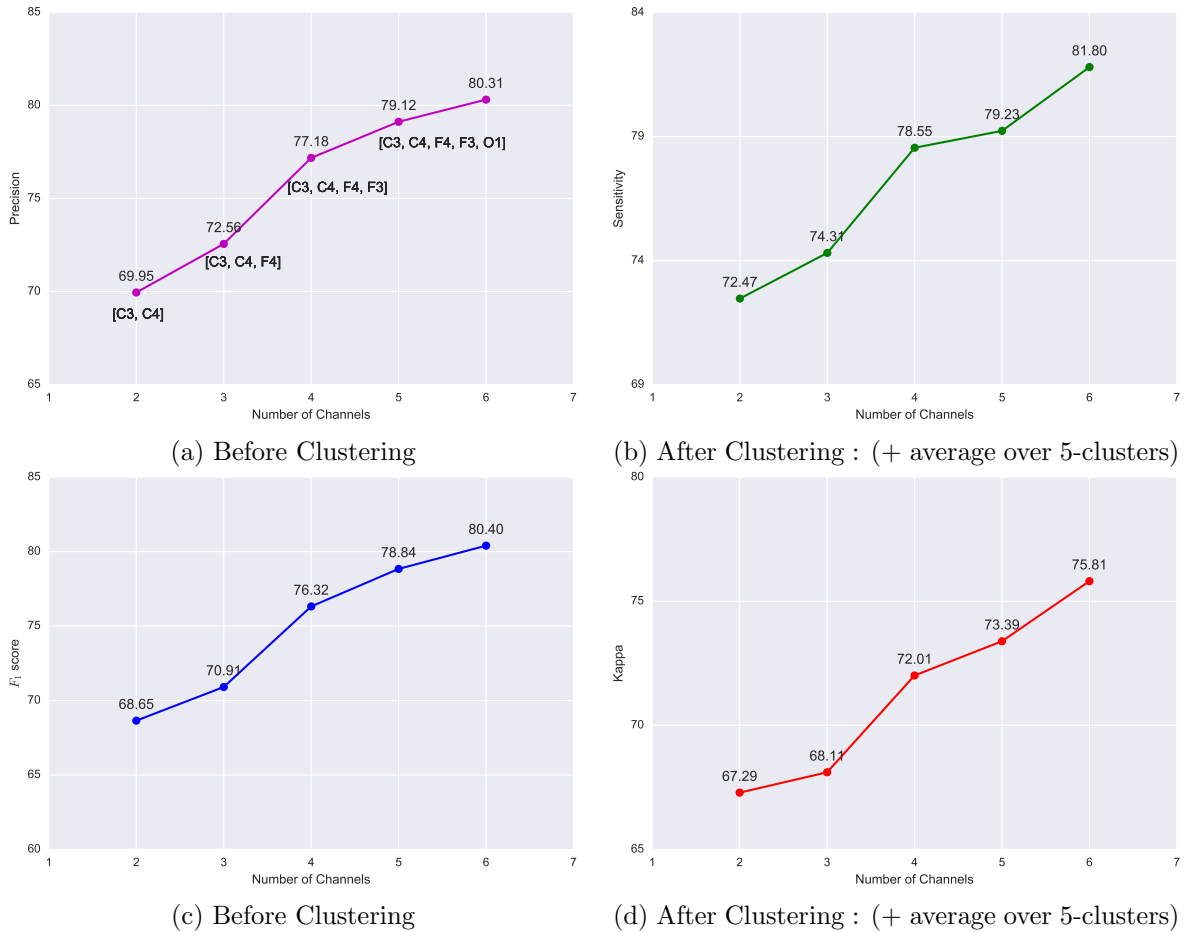 85
80
75
70
65
Precision
69.95
72.56
77.18
79.12
80.31
[C3, C4]
[C3, C4, F4]
[C3, C4, F4, F3]
[C3, C4, F4, F3, O1]
1 2 3 4 5 6 7
Number of Channels
(a) Before Clustering
84
79
74
69
Sensitivity
72.47
74.31
78.55
79.23
81.80
1 2 3 4 5 6 7
Number of Channels
(b) After Clustering : (+ average over 5-clusters)
85
80
75
70
65
60
F1 score
68.65
70.91
76.32
78.84
80.40
1 2 3 4 5 6 7
Number of Channels
(c) Before Clustering
80
75
70
65
Kappa
67.29
68.11
72.01
73.39
75.81
1 2 3 4 5 6 7
Number of Channels
(d) After Clustering : (+ average over 5-clusters)